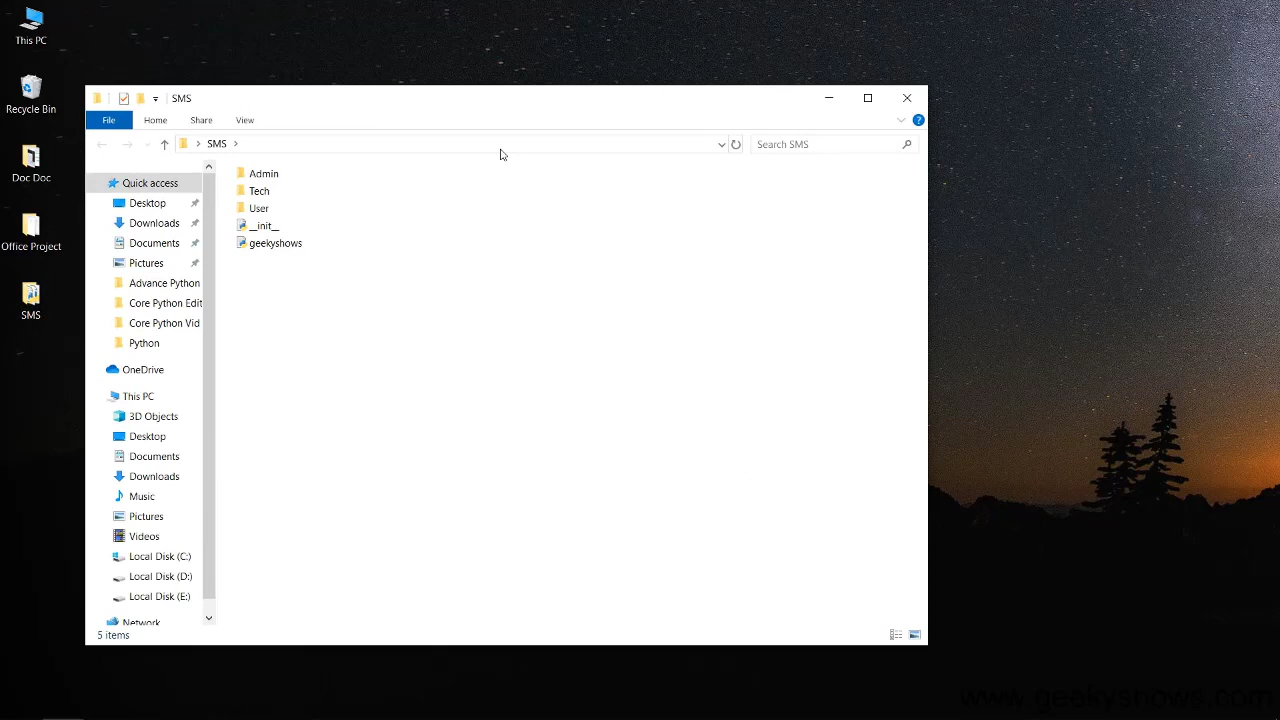 This PC
Recycle Bin
Doc Doc
Office Project
SMS
SMS
File Home Share View
SMS
Search SMS
Quick access
Desktop
Downloads
Documents
Pictures
Advance Python
Core Python Edit
Core Python Vid
Python
OneDrive
This PC
3D Objects
Desktop
Documents
Downloads
Music
Pictures
Videos
Local Disk (C:)
Local Disk (D:)
Local Disk (E:)
Network
Admin
Tech
User
__init__
geekyshows
5 items
www.geekyshows.com